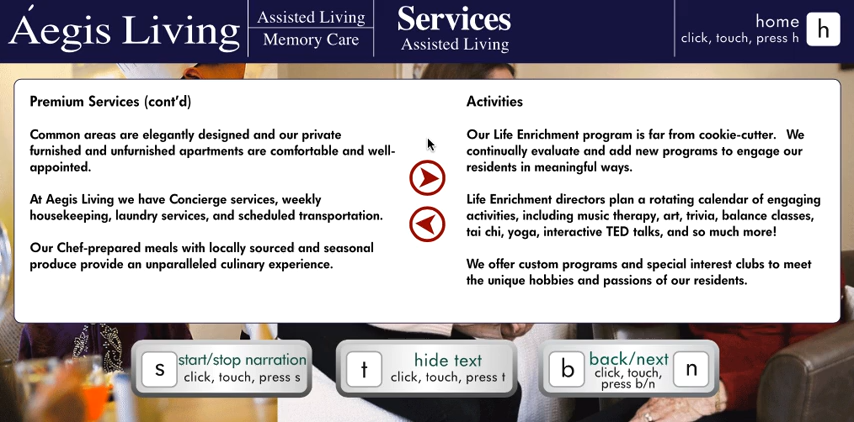 Áegis Living
Assisted Living
Memory Care
Services
Assisted Living
home
click, touch, press h
h
Premium Services (cont'd)
Common areas are elegantly designed and our private
furnished and unfurnished apartments are comfortable and well-
appointed.
At Aegis Living we have Concierge services, weekly
housekeeping, laundry services, and scheduled transportation.
Our Chef-prepared meals with locally sourced and seasonal
produce provide an unparalleled culinary experience.
Activities
Our Life Enrichment program is far from cookie-cutter. We
continually evaluate and add new programs to engage our
residents in meaningful ways.
Life Enrichment directors plan a rotating calendar of engaging
activities, including music therapy, art, trivia, balance classes,
tai chi, yoga, interactive TED talks, and so much more!
We offer custom programs and special interest clubs to meet
the unique hobbies and passions of our residents.
s
start/stop narration
click, touch, press s
t
hide text
click, touch, press t
b
back/next
click, touch,
press b/n
n